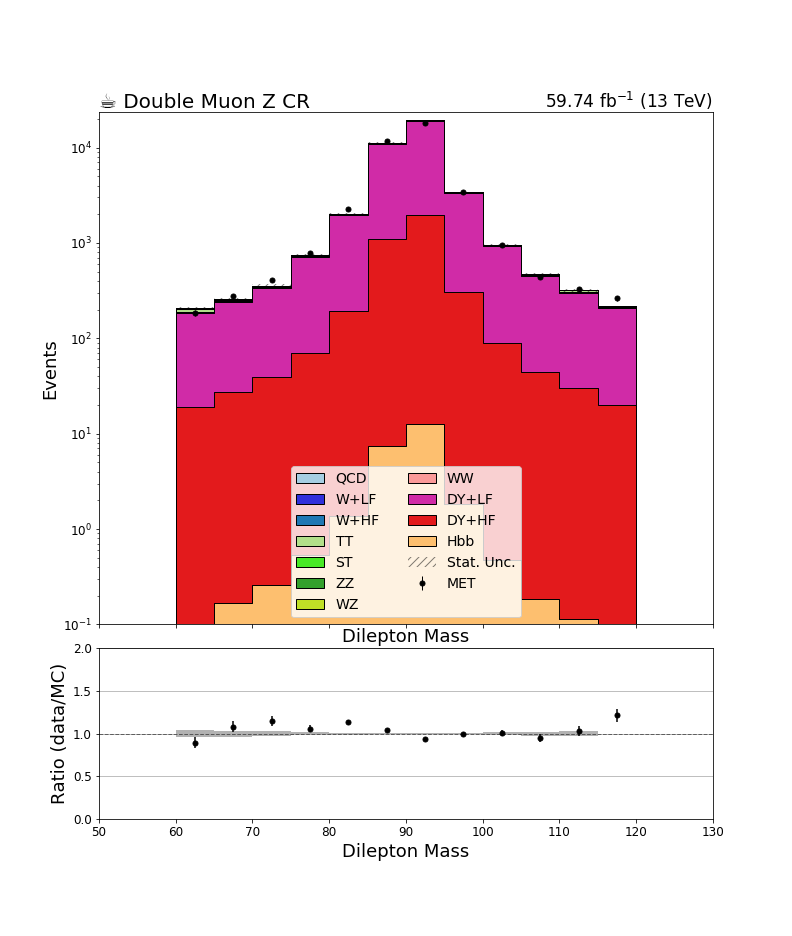 ☕ Double Muon Z CR
59.74 fb⁻¹ (13 TeV)
Events
10⁴
10³
10²
10¹
10⁰
10⁻¹
QCD
W+LF
W+HF
TT
ST
ZZ
WZ
WW
DY+LF
DY+HF
Hbb
Stat. Unc.
MET
Dilepton Mass
Ratio (data/MC)
2.0
1.5
1.0
0.5
0.0
50 60 70 80 90 100 110 120 130
Dilepton Mass